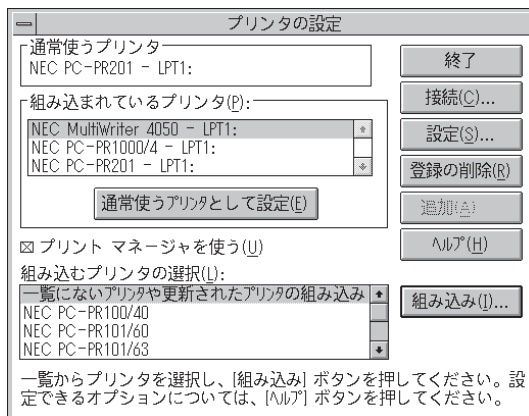 プリンタの設定
通常使うプリンタ
NEC PC-PR201 - LPT1:
組み込まれているプリンタ(P):
NEC MultiWriter 4050 - LPT1:
NEC PC-PR1000/4 - LPT1:
NEC PC-PR201 - LPT1:
通常使うプリンタとして設定(E)
プリント マネージャを使う(U)
組み込むプリンタの選択(L):
一覧にないプリンタや更新されたプリンタの組み込み
NEC PC-PR100/40
NEC PC-PR101/60
NEC PC-PR101/63
終了
接続(C)...
設定(S)...
登録の削除(R)
追加(A)
ヘルプ(H)
組み込み(I)...
一覧からプリンタを選択し、[組み込み] ボタンを押してください。設
定できるオプションについては、[ヘルプ] ボタンを押してください。